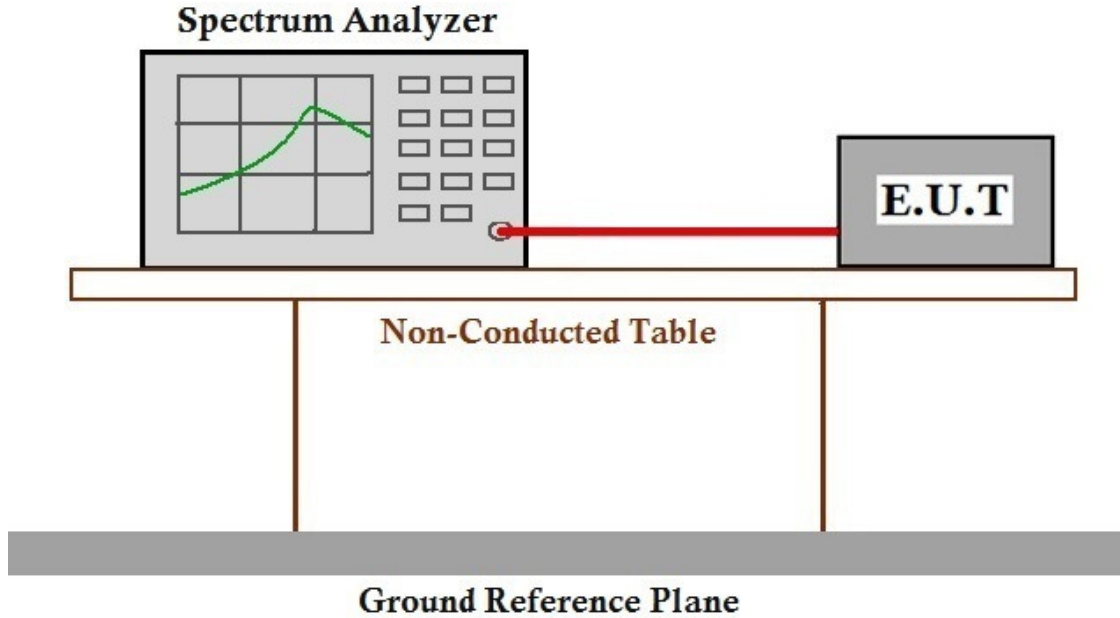 Spectrum Analyzer
E.U.T
Non-Conducted Table
Ground Reference Plane